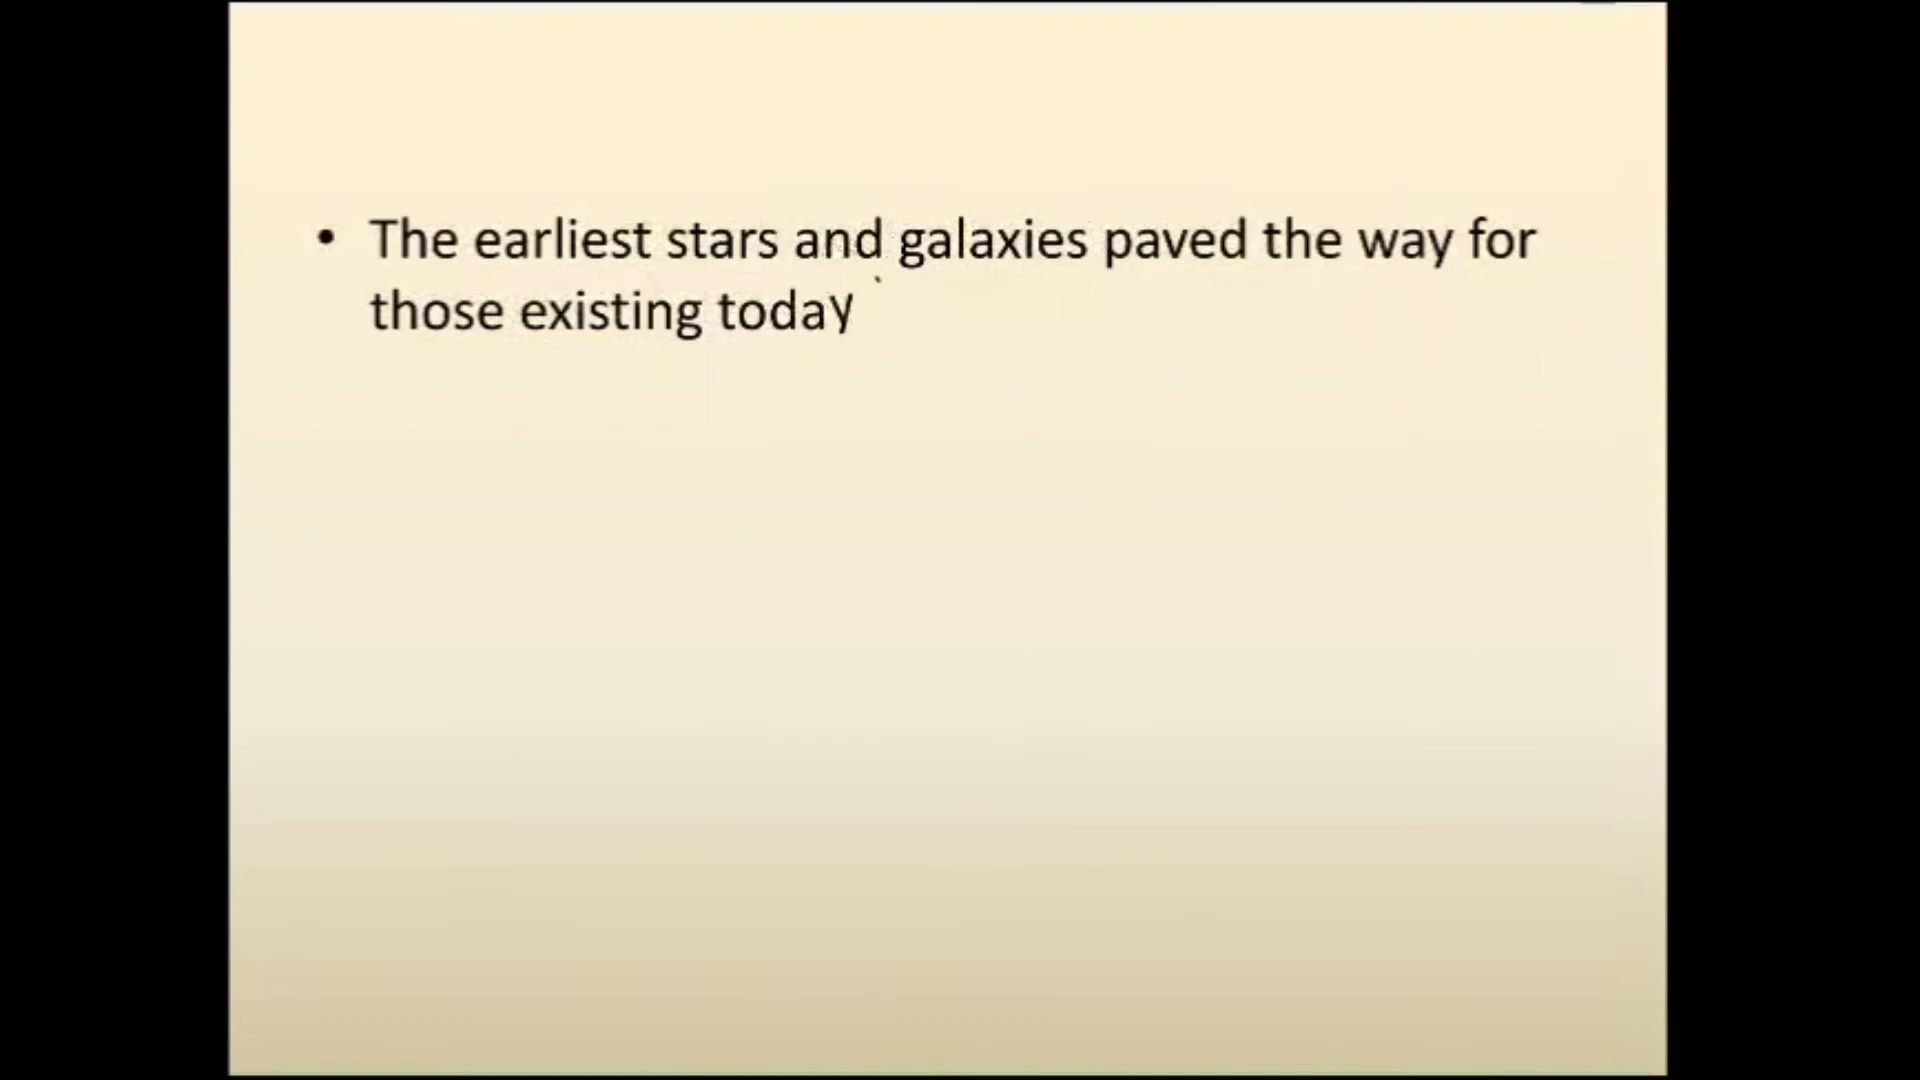 • The earliest stars and galaxies paved the way for
those existing today